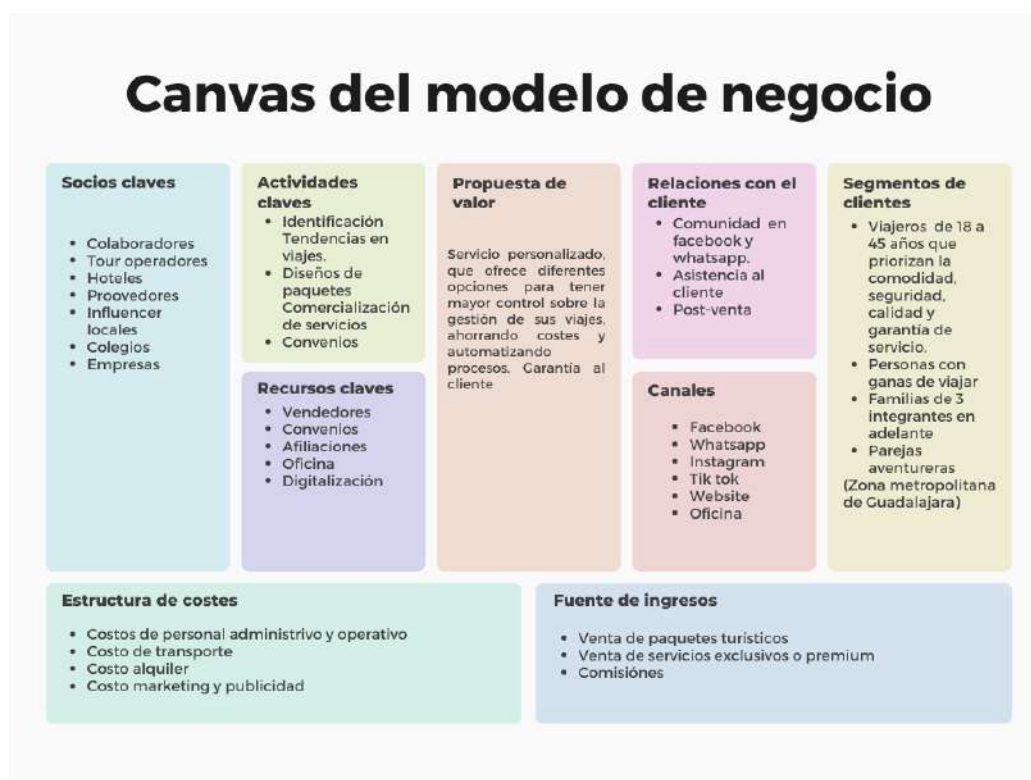 Canvas del modelo de negocio
Socios claves
• Colaboradores
• Tour operadores
• Hoteles
• Proovedores
• Influencer
locales
• Colegios
• Empresas
Actividades
claves
• Identificación
Tendencias en
viajes.
• Diseños de
paquetes
Comercialización
de servicios
• Convenios
Recursos claves
• Vendedores
• Convenios
• Afiliaciones
• Oficina
• Digitalización
Propuesta de
valor
Servicio personalizado,
que ofrece diferentes
opciones para tener
mayor control sobre la
gestión de sus viajes,
ahorrando costes y
automatizando
procesos. Garantía al
cliente
Relaciones con el
cliente
• Comunidad en
facebook y
whatsapp.
• Asistencia al
cliente
• Post-venta
Canales
• Facebook
• Whatsapp
• Instagram
• Tik tok
• Website
• Oficina
Segmentos de
clientes
• Viajeros de 18 a
45 años que
priorizan la
comodidad,
seguridad,
calidad y
garantía de
servicio.
• Personas con
ganas de viajar
• Familias de 3
integrantes en
adelante
• Parejas
aventureras
(Zona metropolitana
de Guadalajara)
Estructura de costes
• Costos de personal administrivo y operativo
• Costo de transporte
• Costo alquiler
• Costo marketing y publicidad
Fuente de ingresos
• Venta de paquetes turísticos
• Venta de servicios exclusivos o premium
• Comisiónes